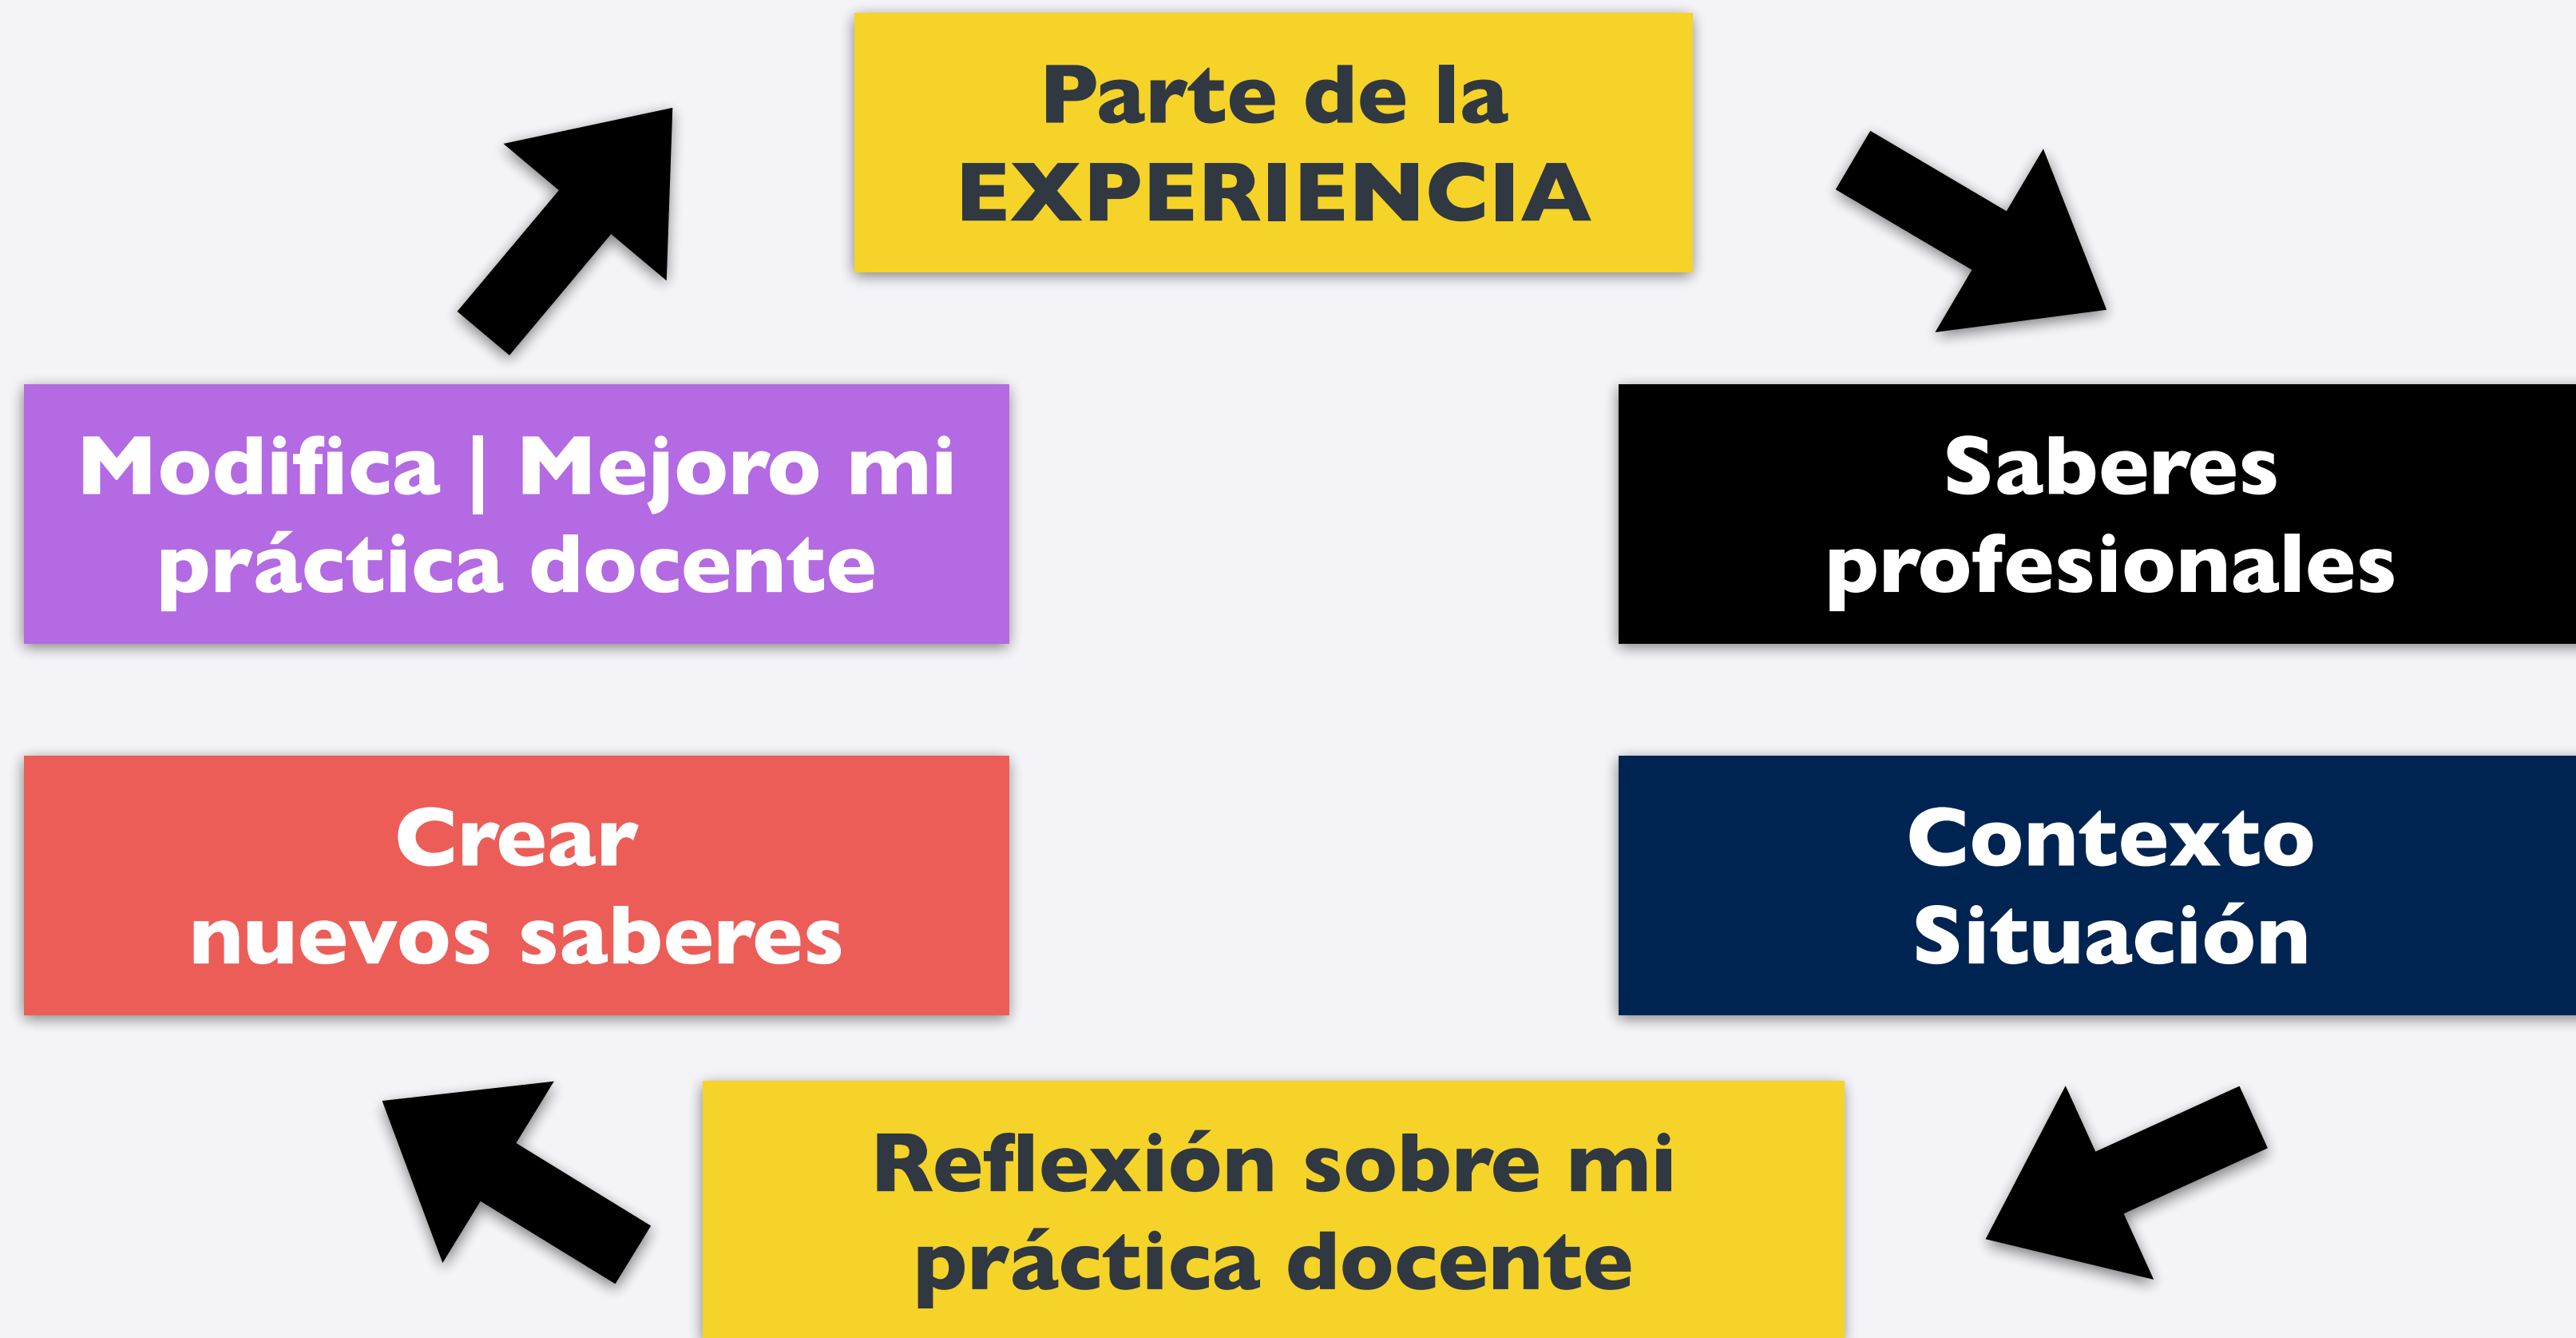 Parte de la
EXPERIENCIA
Modifica | Mejoro mi
práctica docente
Saberes
profesionales
Crear
nuevos saberes
Contexto
Situación
Reflexión sobre mi
práctica docente